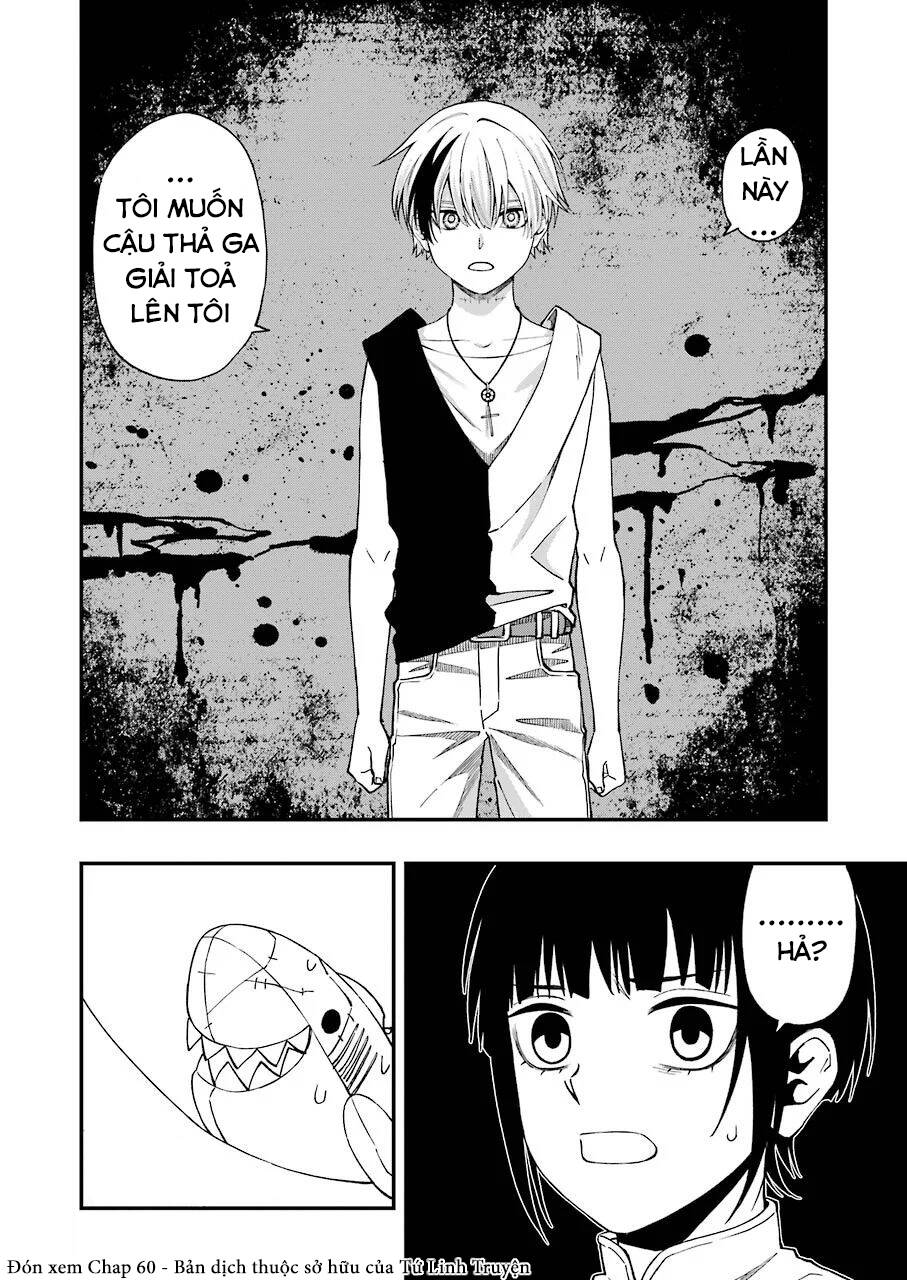 LẦN
NÀY
...
...
TÔI MUỐN
CẬU THẢ GA
GIẢI TOẢ
LÊN TÔI
.........
HẢ?
Đón xem Chap 60 - Bản dịch thuộc sở hữu của Tứ Linh Truyện